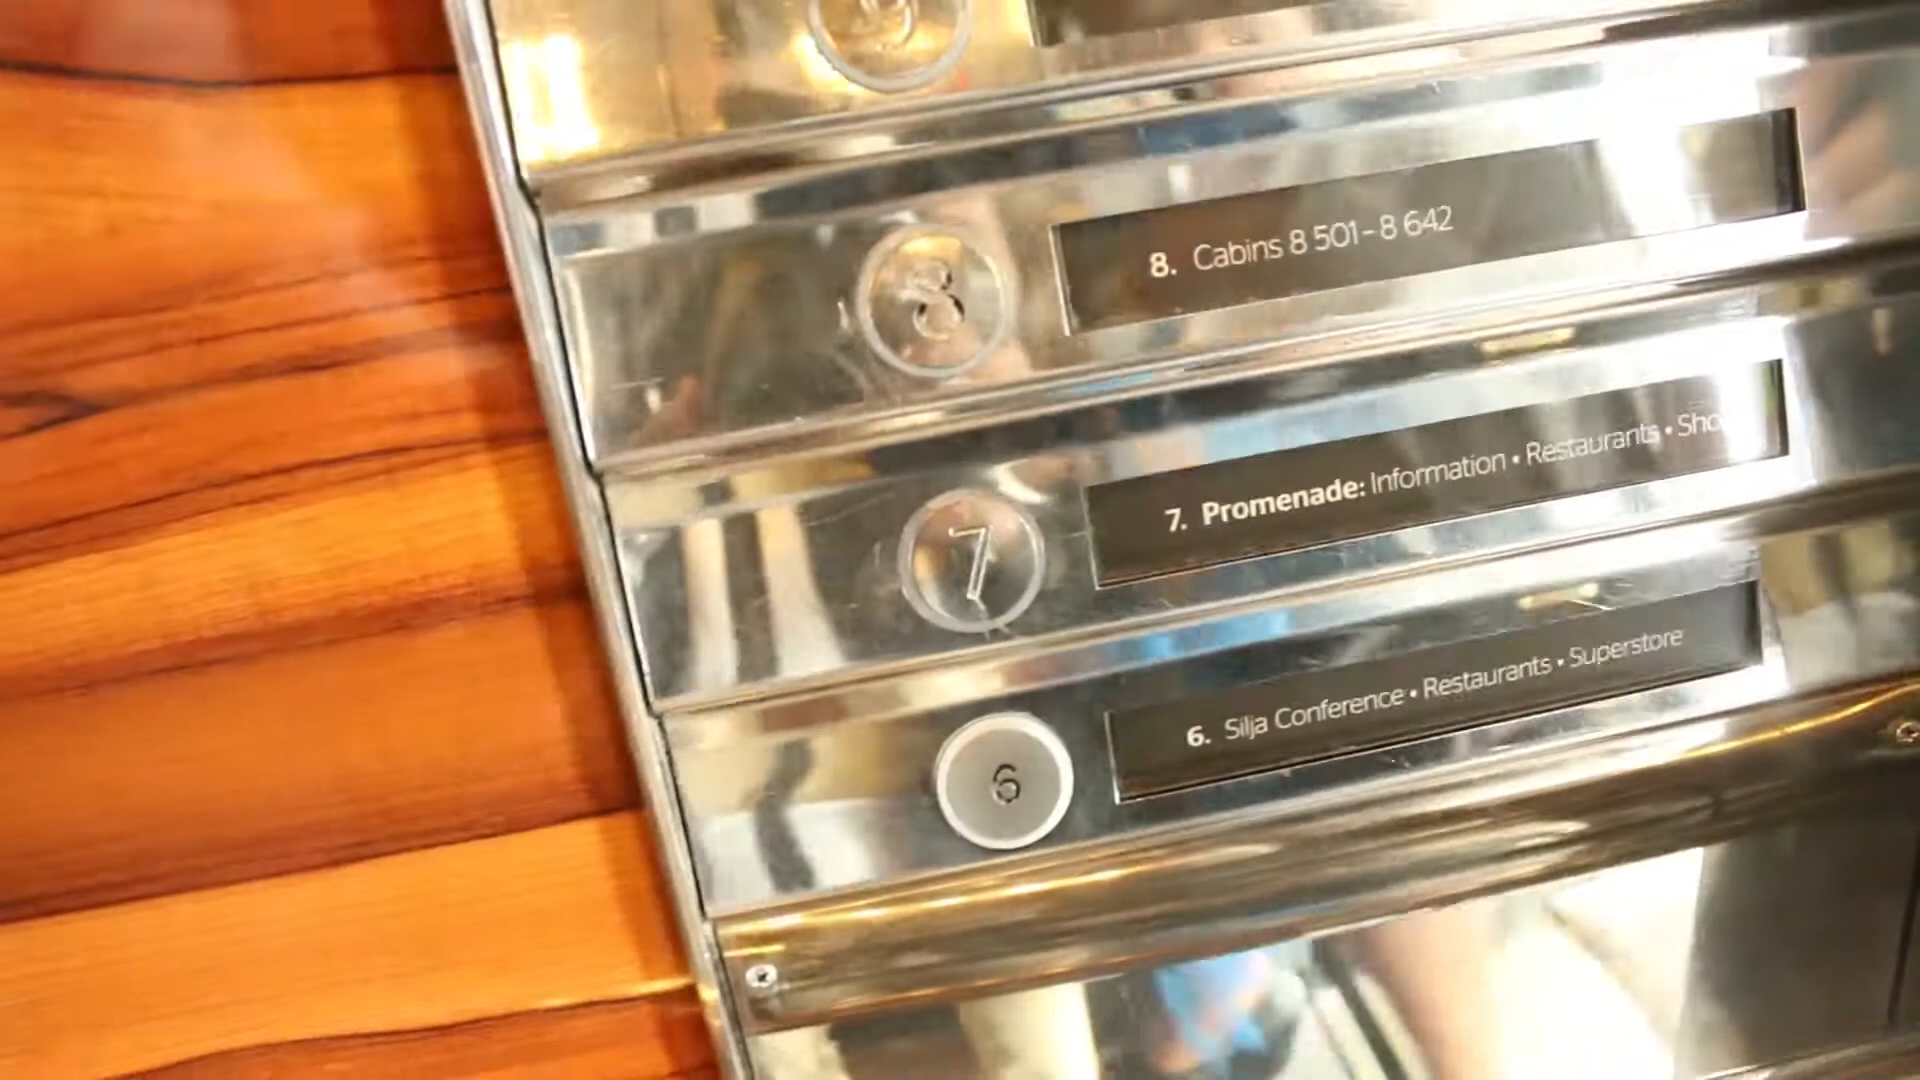 8
8. Cabins 8 501-8 642
7
7. Promenade: Information • Restaurants • Sho
6
6. Silja Conference • Restaurants • Superstore